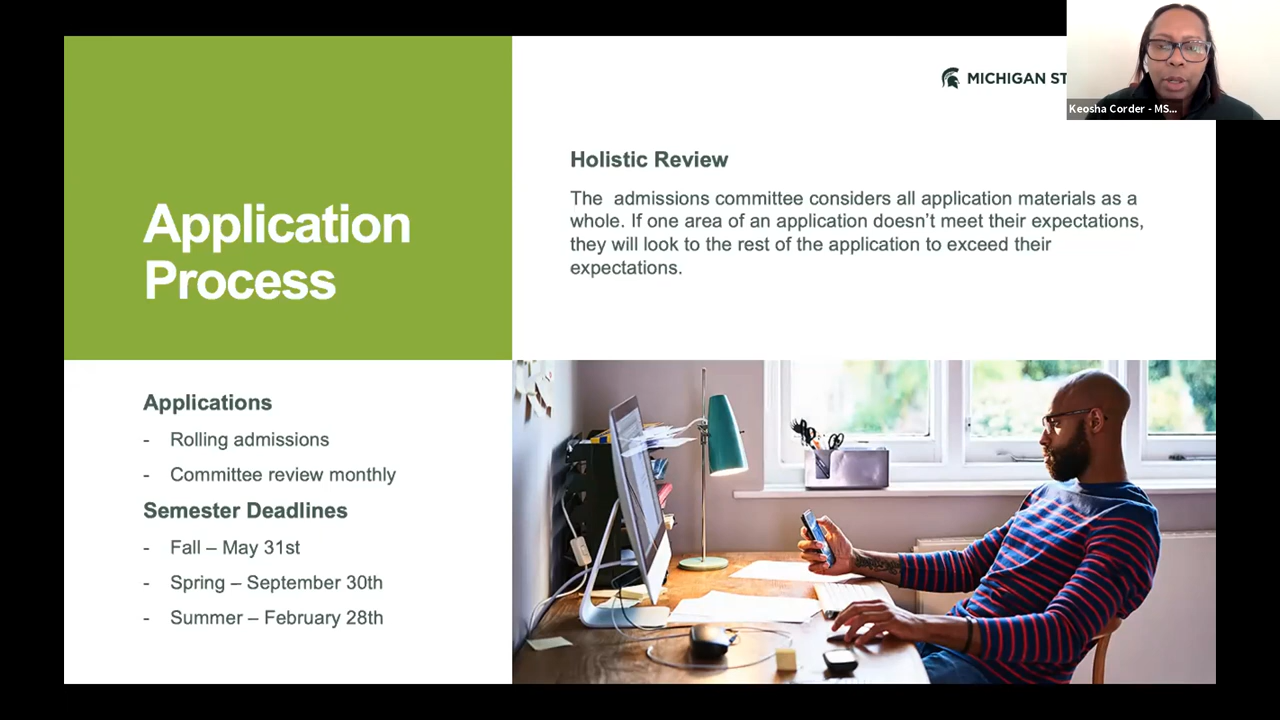 MICHIGAN ST
Keosha Corder - MS...
Application
Process
Holistic Review
The  admissions committee considers all application materials as a
whole. If one area of an application doesn't meet their expectations,
they will look to the rest of the application to exceed their
expectations.
Applications
- Rolling admissions
- Committee review monthly
Semester Deadlines
- Fall – May 31st
- Spring – September 30th
- Summer – February 28th